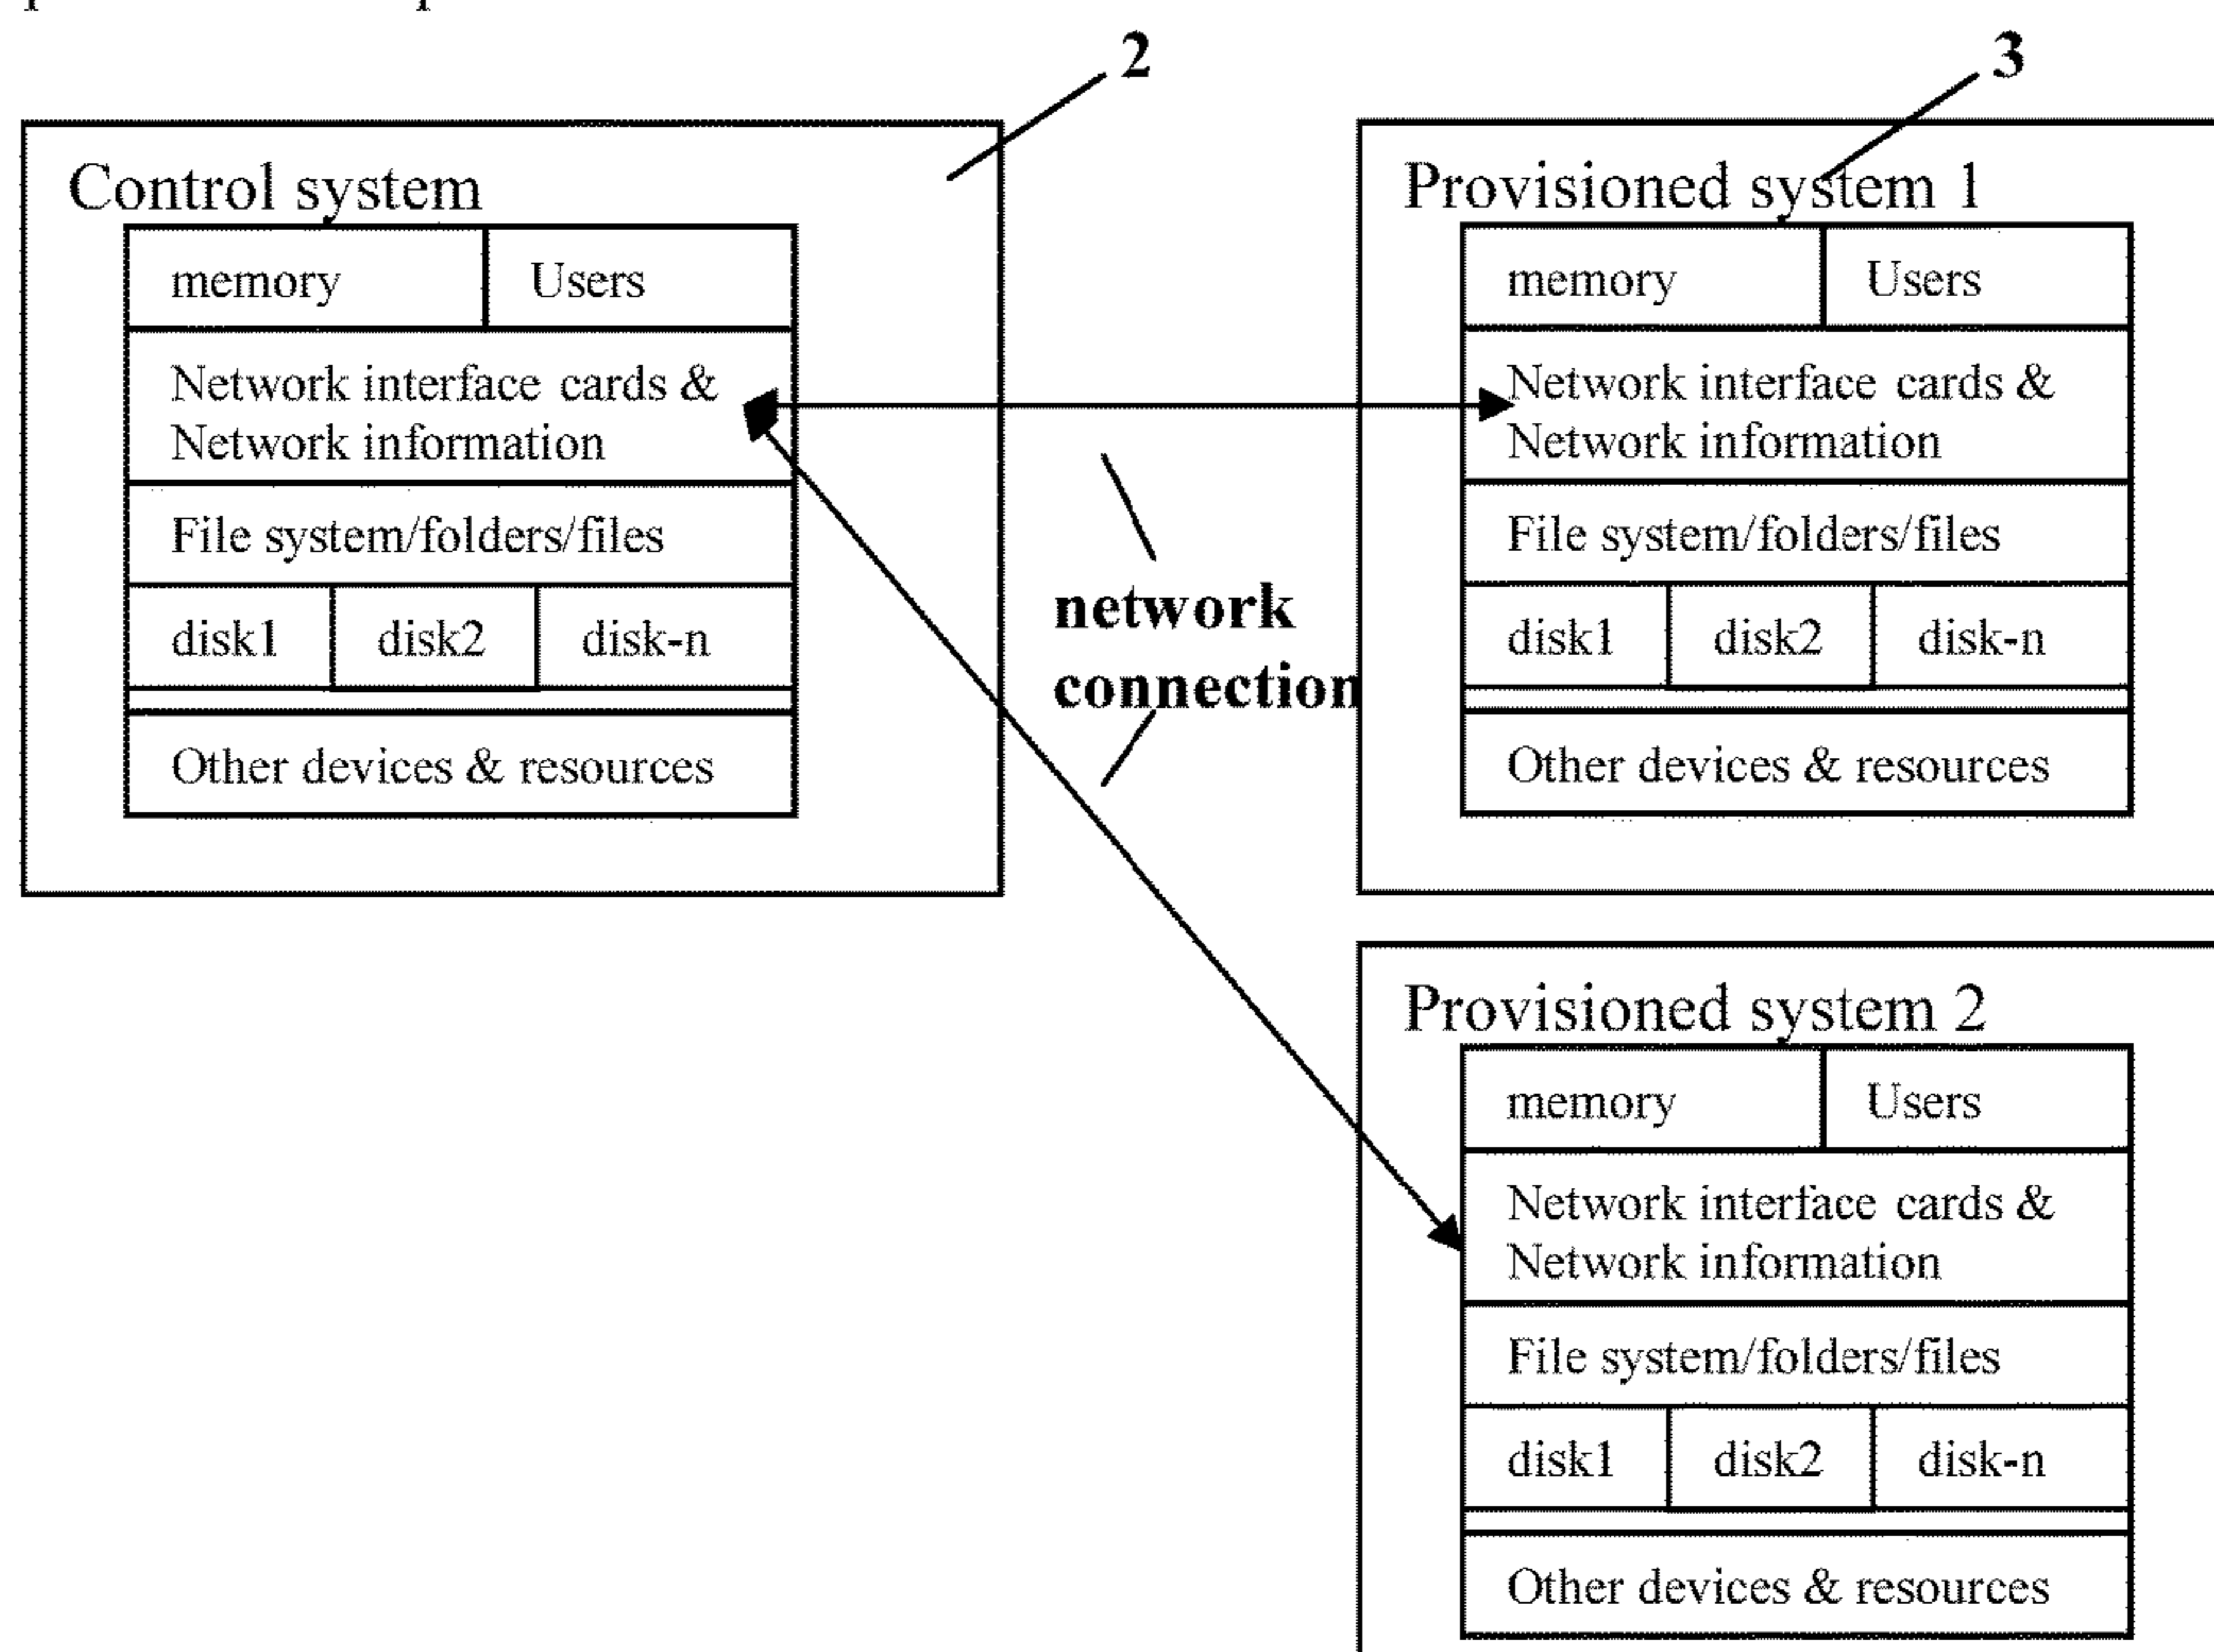 2
3
Control system
memory
Users
Network interface cards &
Network information
File system/folders/files
disk1
disk2
disk-n
Other devices & resources
network
connection
Provisioned system 1
memory
Users
Network interface cards &
Network information
File system/folders/files
disk1
disk2
disk-n
Other devices & resources
Provisioned system 2
memory
Users
Network interface cards &
Network information
File system/folders/files
disk1
disk2
disk-n
Other devices & resources